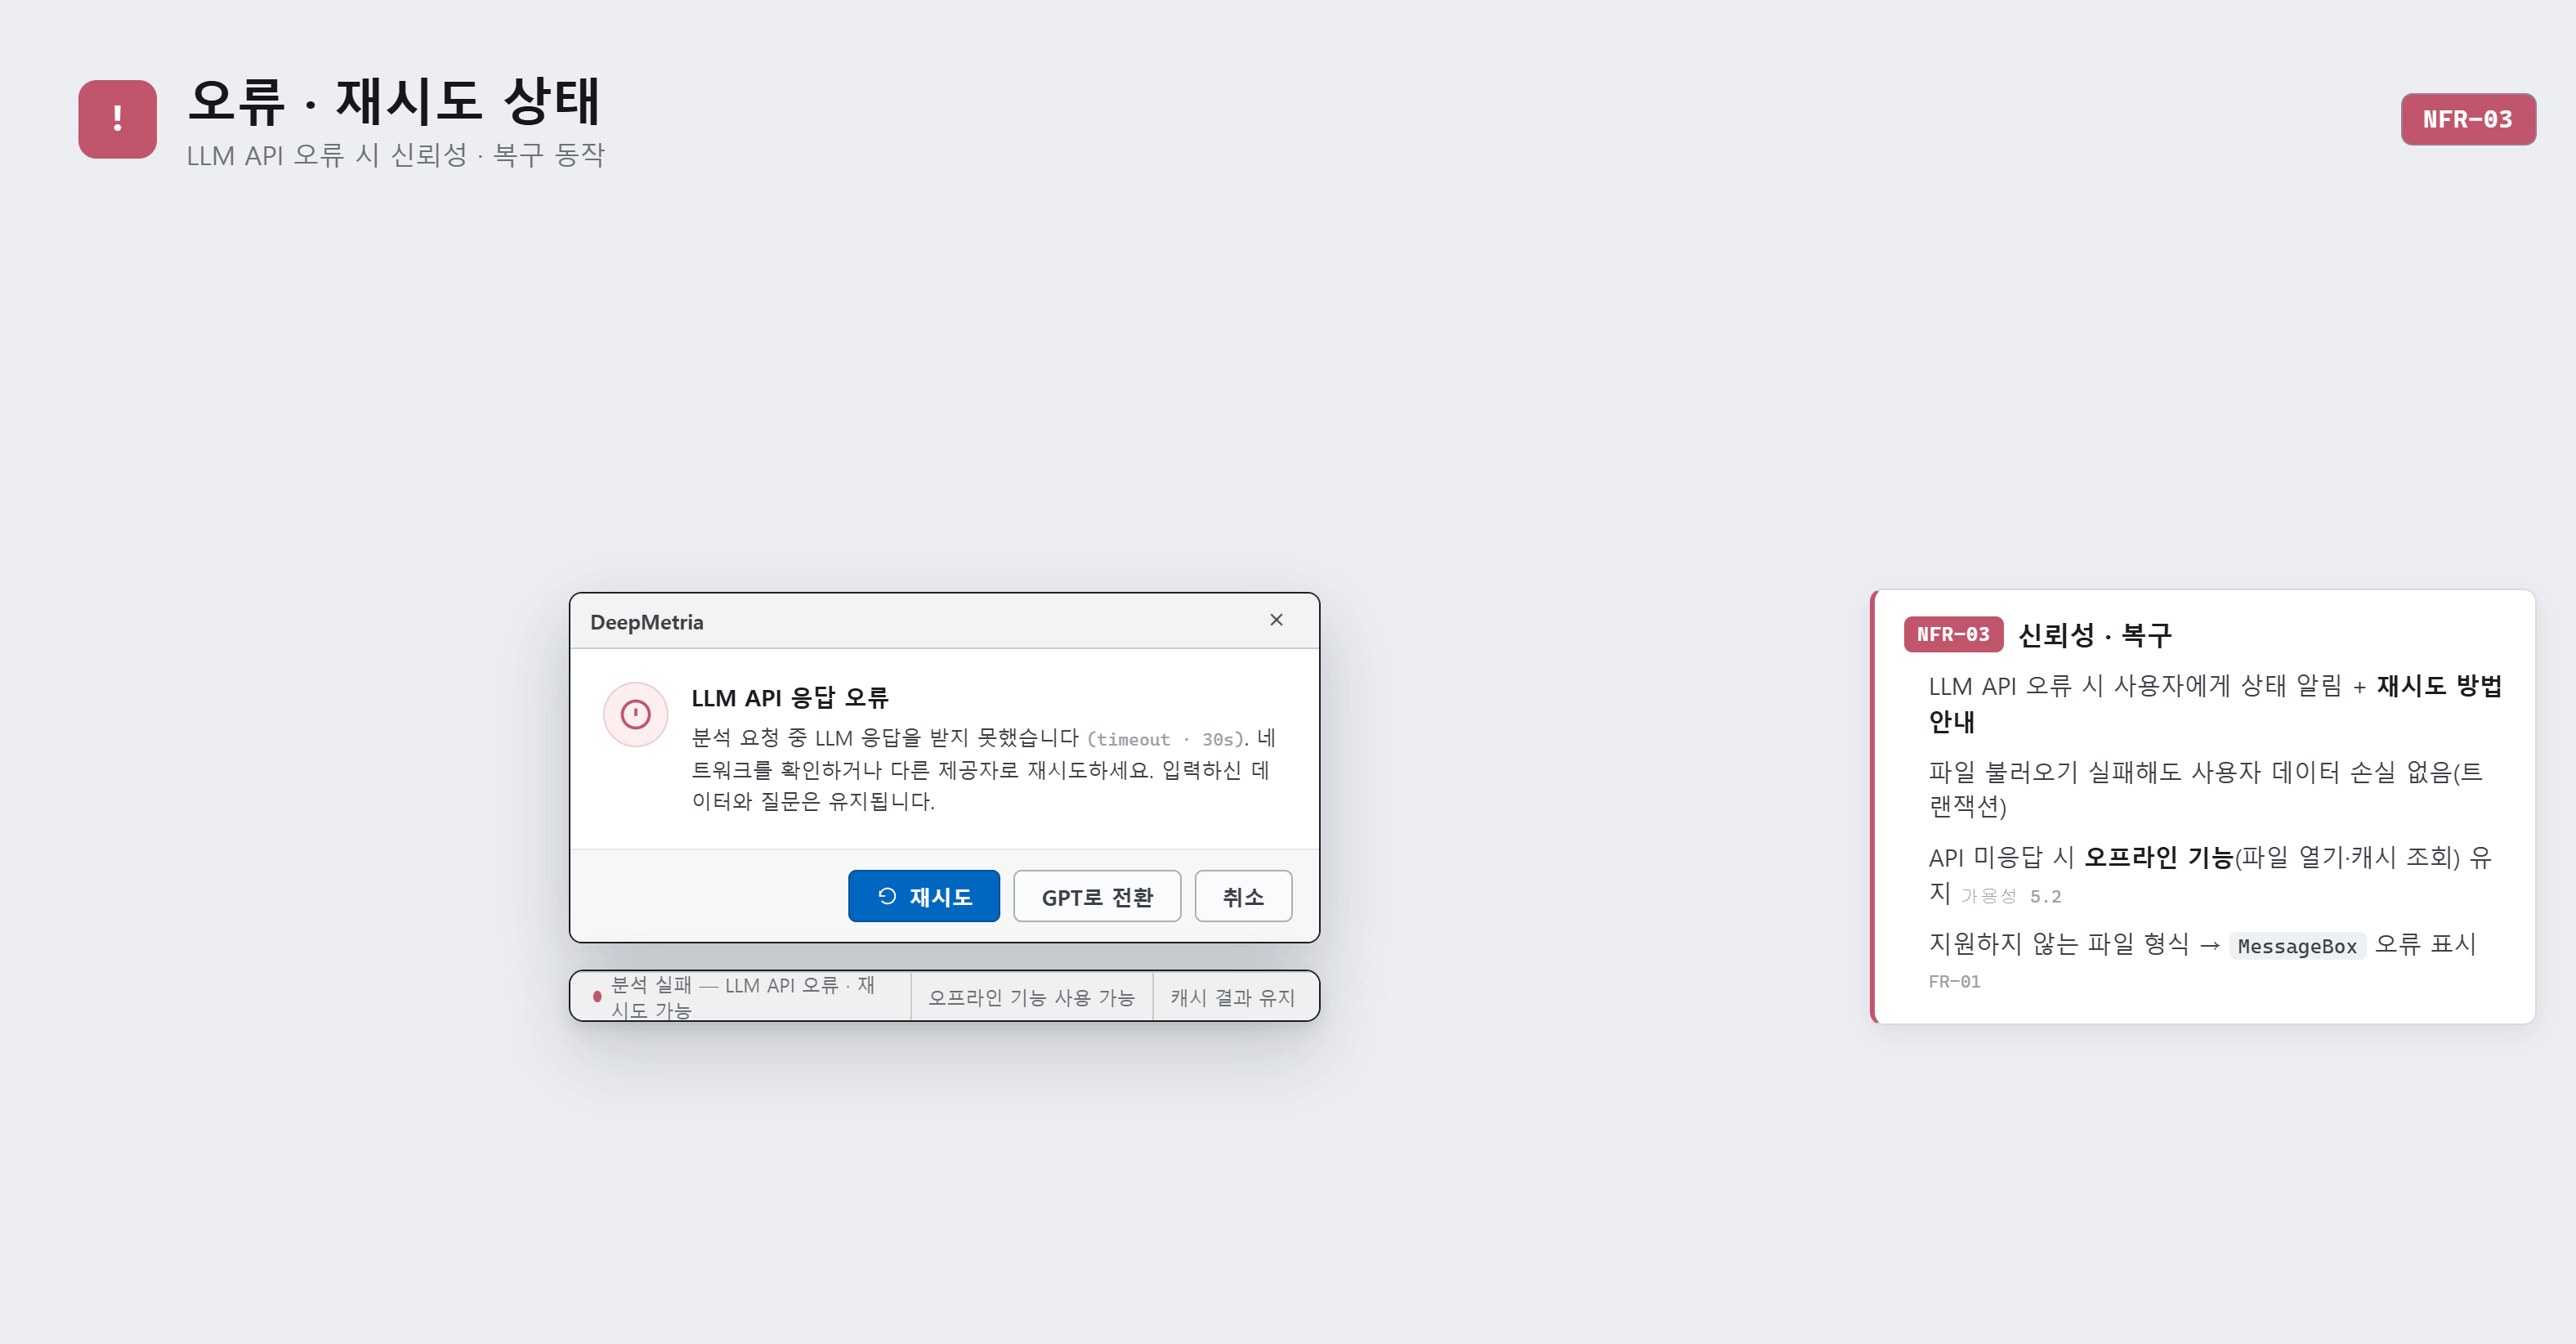 !
오류 · 재시도 상태
LLM API 오류 시 신뢰성 · 복구 동작
NFR-03
DeepMetria
LLM API 응답 오류
분석 요청 중 LLM 응답을 받지 못했습니다 (timeout · 30s). 네
트워크를 확인하거나 다른 제공자로 재시도하세요. 입력하신 데
이터와 질문은 유지됩니다.
재시도
GPT로 전환
취소
분석 실패 — LLM API 오류 · 재
시도 가능
오프라인 기능 사용 가능
캐시 결과 유지
NFR-03 신뢰성 · 복구
LLM API 오류 시 사용자에게 상태 알림 + 재시도 방법
안내
파일 불러오기 실패해도 사용자 데이터 손실 없음(트
랜잭션)
API 미응답 시 오프라인 기능(파일 열기·캐시 조회) 유
지 가용성 5.2
지원하지 않는 파일 형식 → MessageBox 오류 표시
FR-01